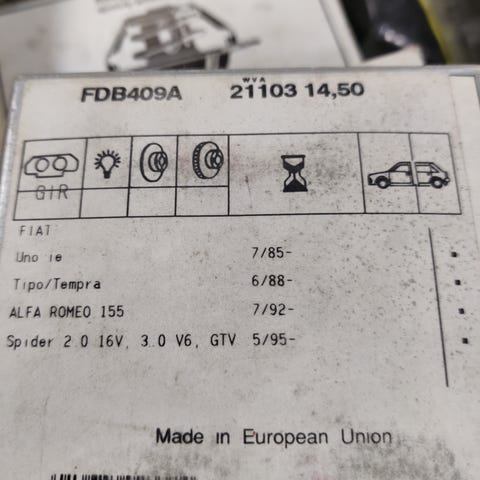 FDB409A
WVA
21103 14,50
GIR
FIAT
Uno ie 7/85-
Tipo/Tempra 6/88-
ALFA ROMEO 155 7/92-
Spider 2.0 16V, 3.0 V6, GTV 5/95-
Made in European Union